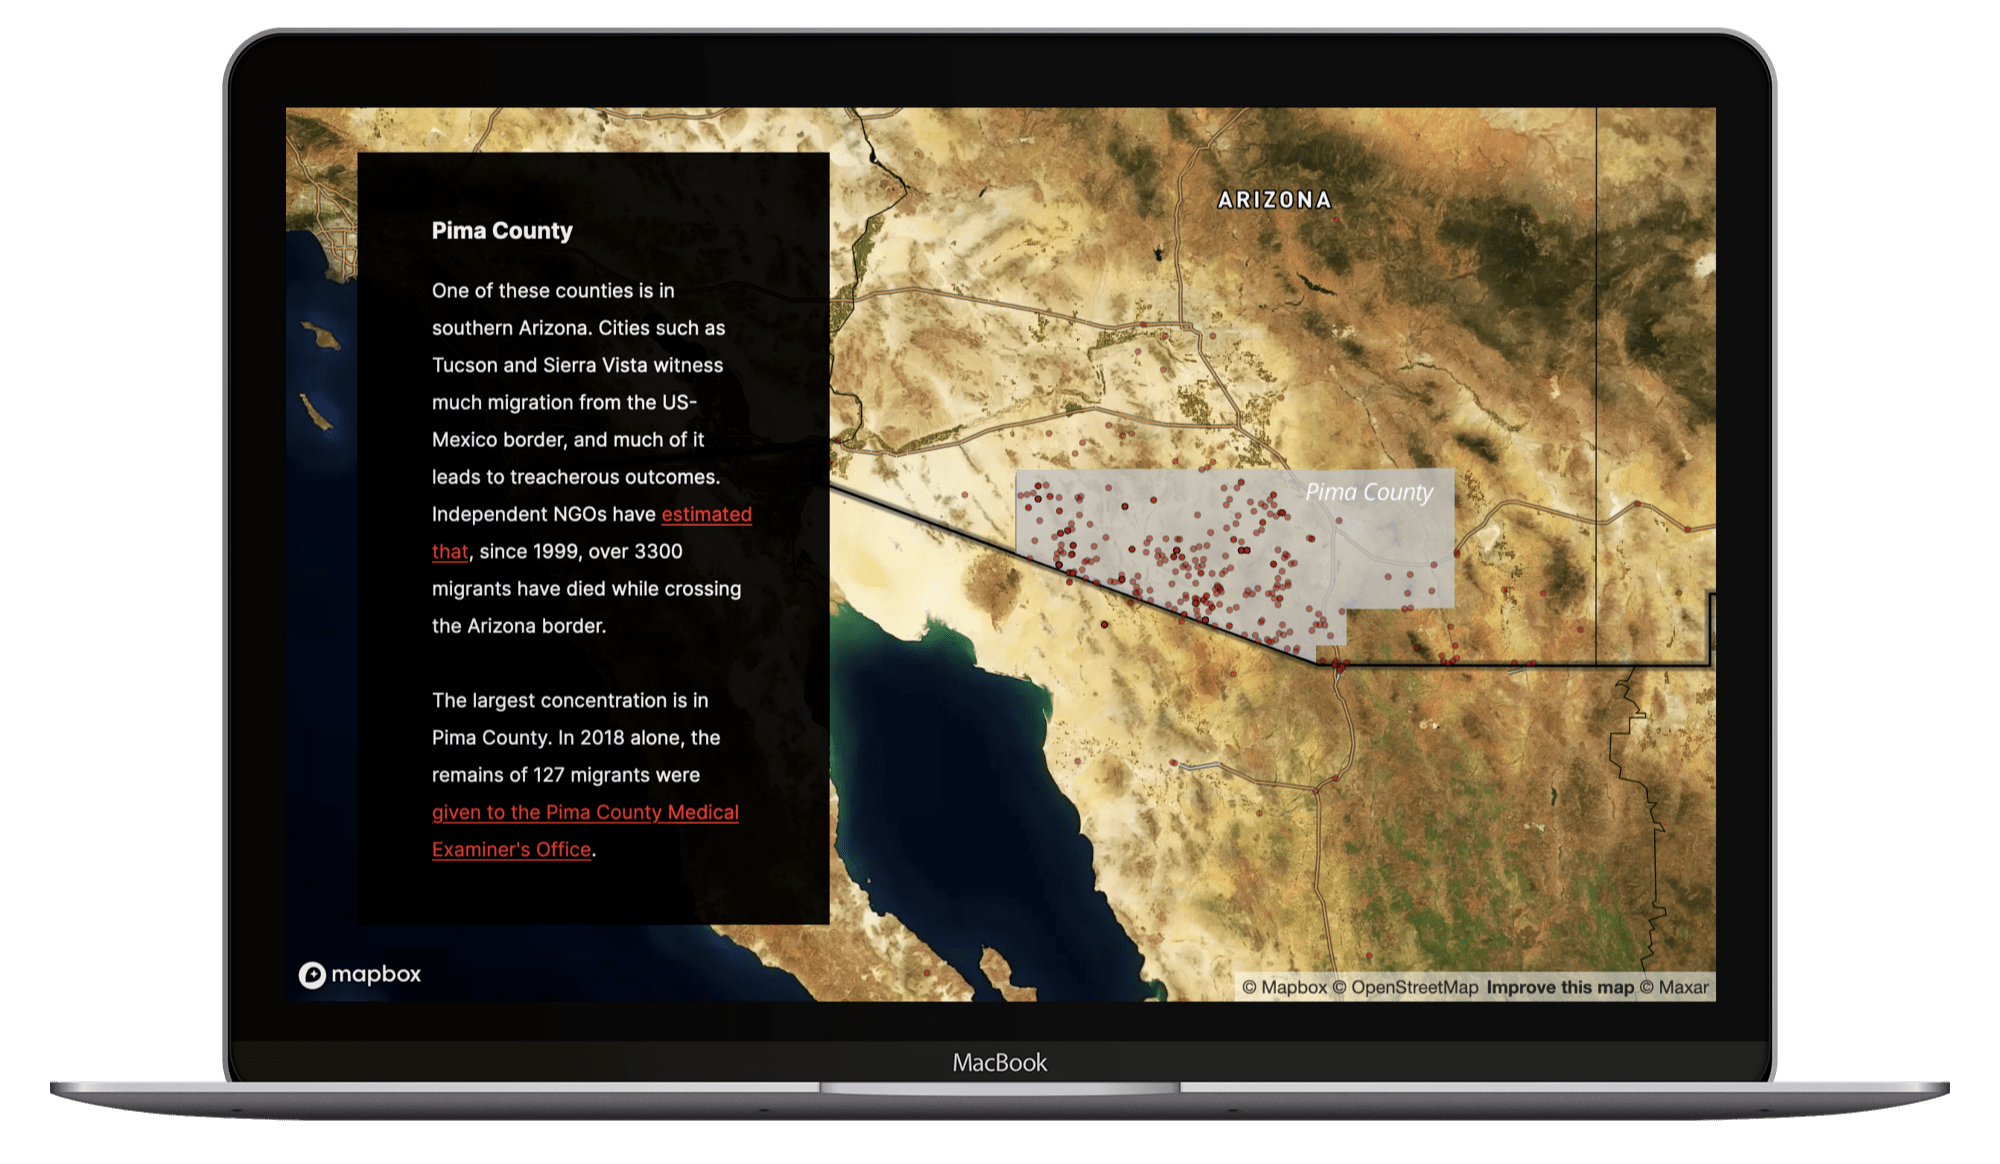 Pima County
One of these counties is in
southern Arizona. Cities such as
Tucson and Sierra Vista witness
much migration from the US-
Mexico border, and much of it
leads to treacherous outcomes.
Independent NGOs have estimated
that, since 1999, over 3300
migrants have died while crossing
the Arizona border.
The largest concentration is in
Pima County. In 2018 alone, the
remains of 127 migrants were
given to the Pima County Medical
Examiner's Office.
ARIZONA
Pima County
mapbox
© Mapbox © OpenStreetMap Improve this map © Maxar
MacBook